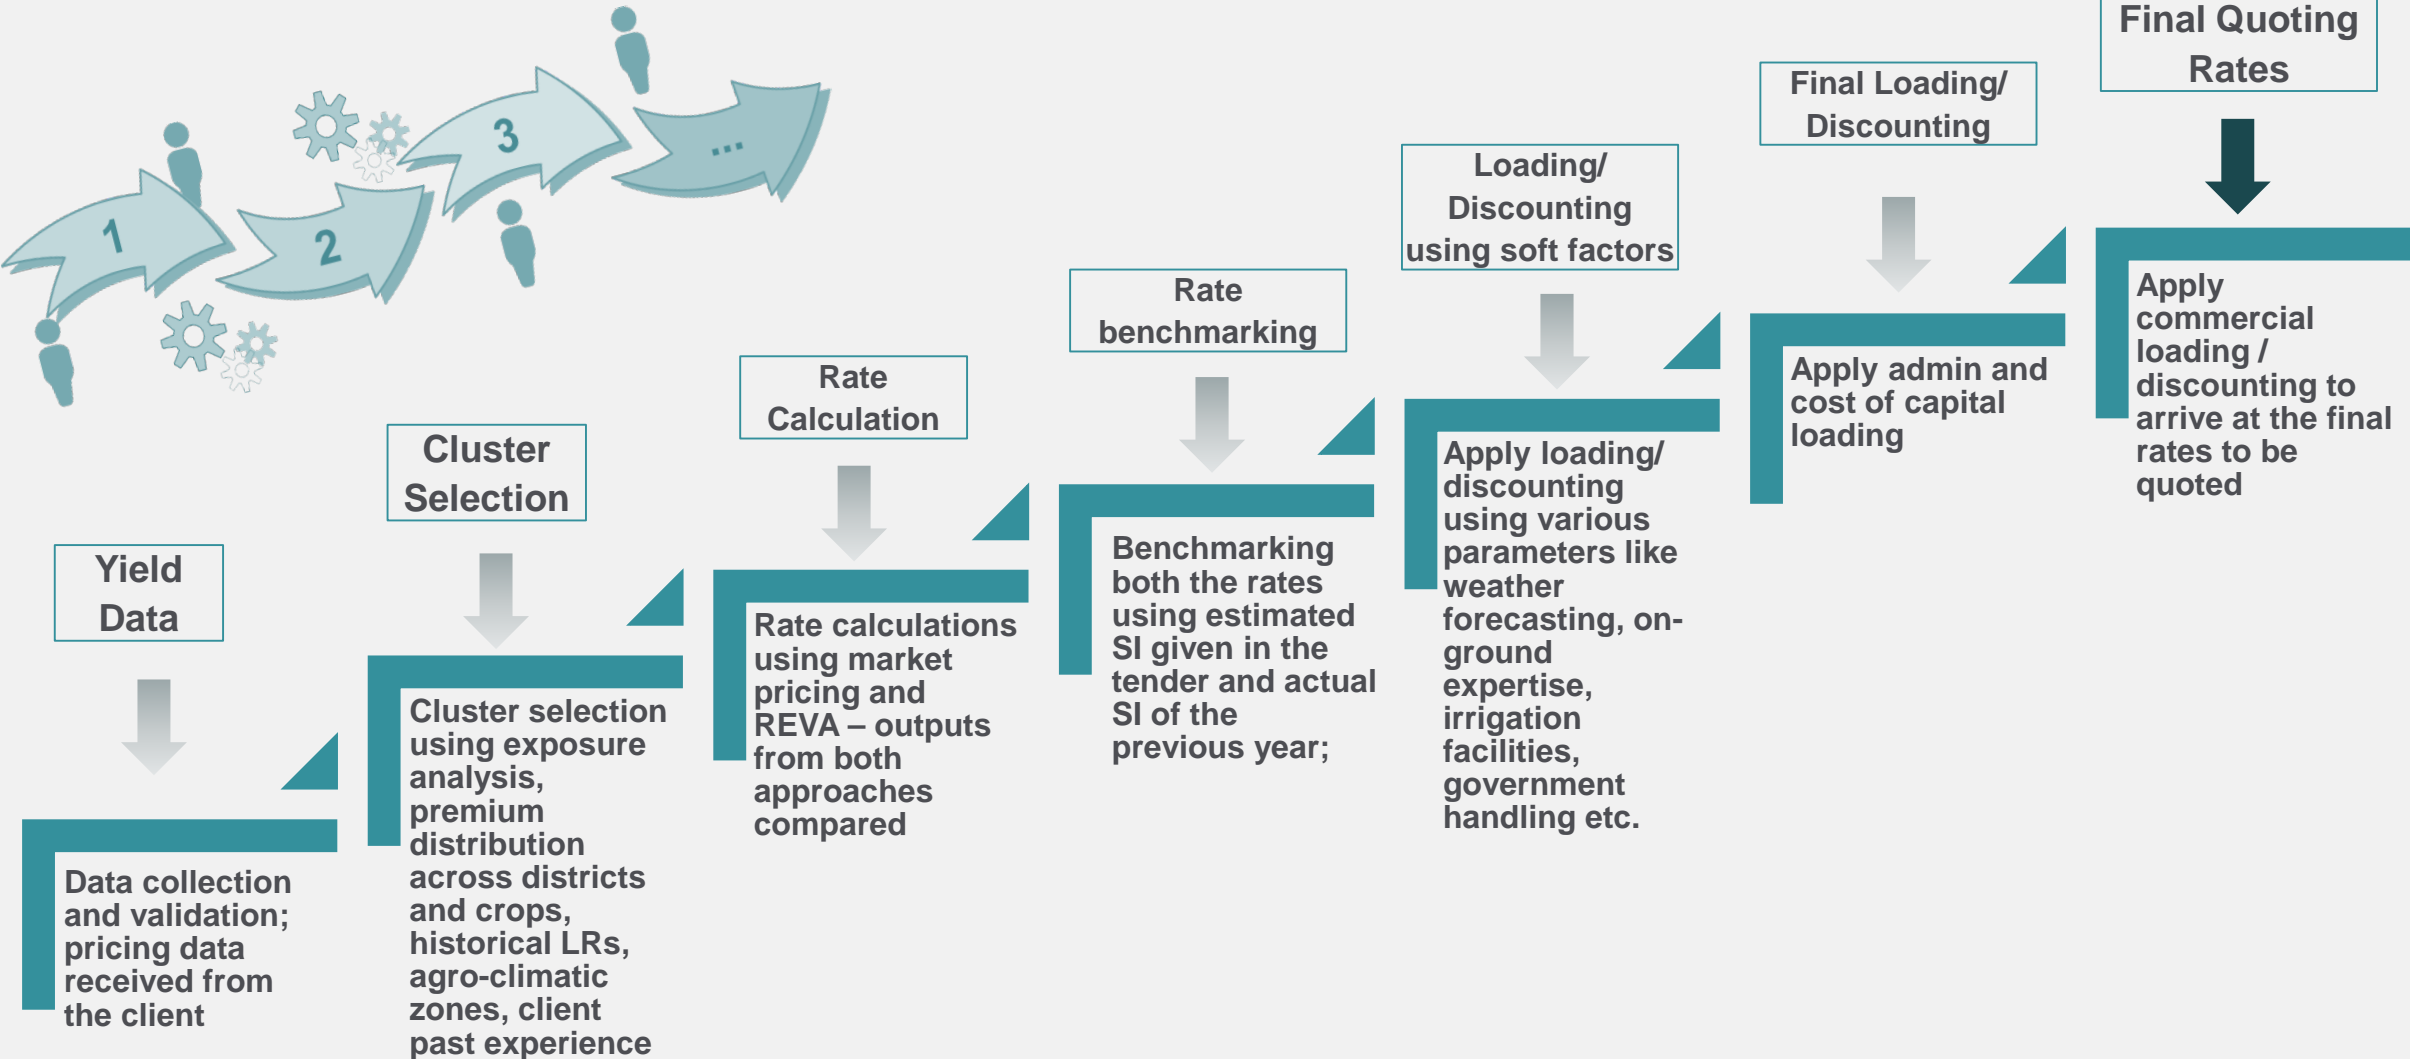 1
2
3
...
Yield
Data
Data collection
and validation;
pricing data
received from
the client
Cluster
Selection
Cluster selection
using exposure
analysis,
premium
distribution
across districts
and crops,
historical LRs,
agro-climatic
zones, client
past experience
Rate
Calculation
Rate calculations
using market
pricing and
REVA – outputs
from both
approaches
compared
Rate
benchmarking
Benchmarking
both the rates
using estimated
SI given in the
tender and actual
SI of the
previous year;
Loading/
Discounting
using soft factors
Apply loading/
discounting
using various
parameters like
weather
forecasting, on-
ground
expertise,
irrigation
facilities,
government
handling etc.
Final Loading/
Discounting
Apply admin and
cost of capital
loading
Final Quoting
Rates
Apply
commercial
loading /
discounting to
arrive at the final
rates to be
quoted